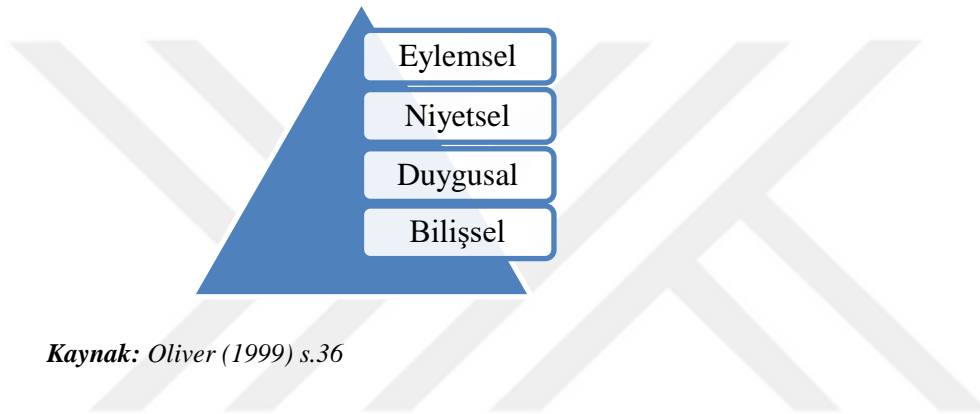 Eylemsel
Niyetsel
Duygusal
Bilişsel
Kaynak: Oliver (1999) s.36